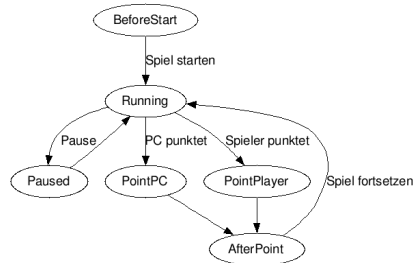 BeforeStart
Spiel starten
Running
Pause
PC punktet
Spieler punktet
Paused
PointPC
PointPlayer
Spiel fortsetzen
AfterPoint